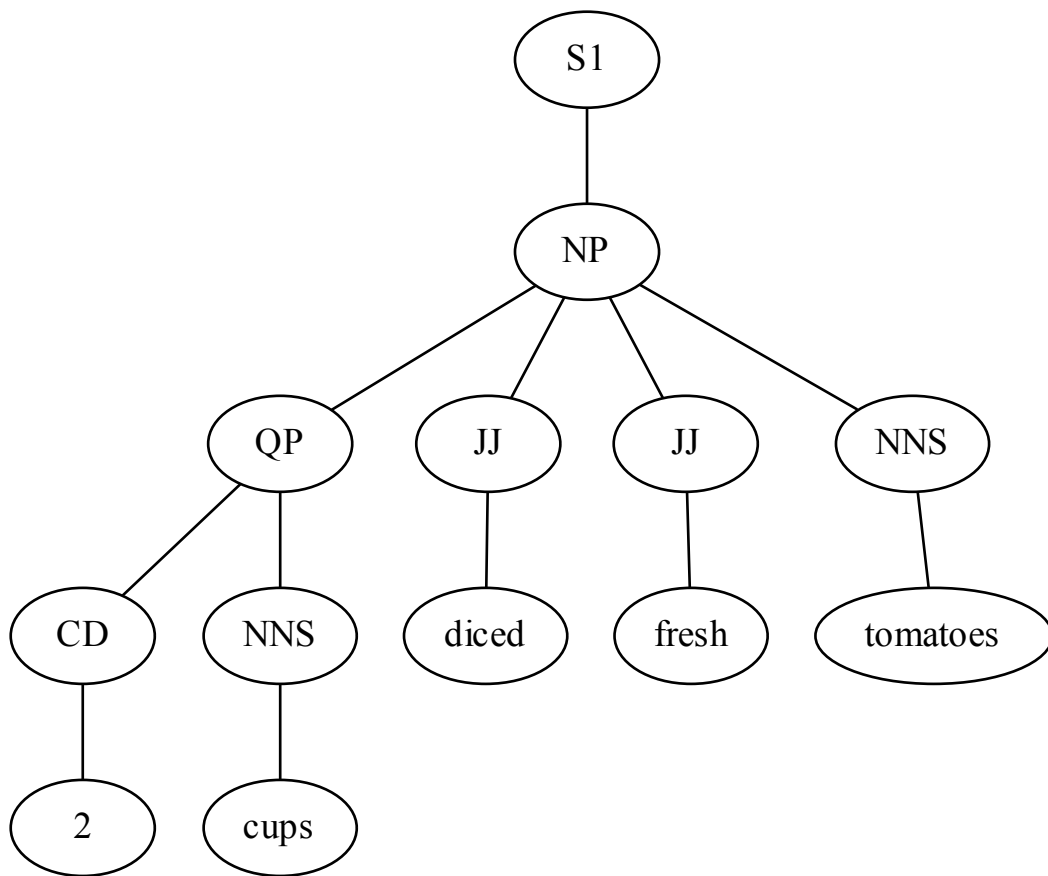 S1
NP
QP JJ JJ NNS
CD NNS diced fresh tomatoes
2 cups